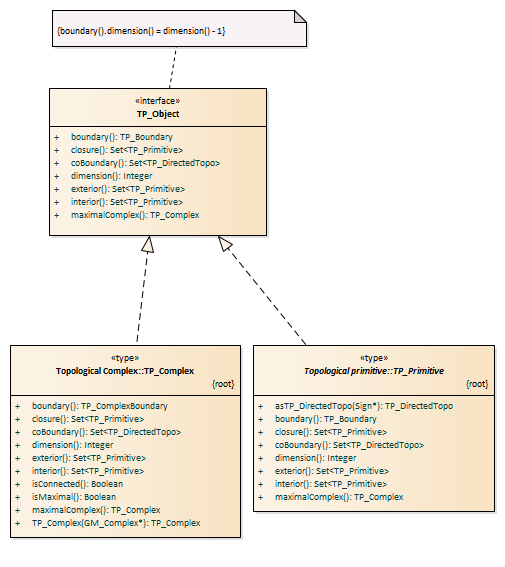 {boundary().dimension() = dimension() - 1}
«interface»
TP_Object
+ boundary(): TP_Boundary
+ closure(): Set<TP_Primitive>
+ coBoundary(): Set<TP_DirectedTopo>
+ dimension(): Integer
+ exterior(): Set<TP_Primitive>
+ interior(): Set<TP_Primitive>
+ maximalComplex(): TP_Complex
«type»
Topological Complex::TP_Complex
{root}
+ boundary(): TP_ComplexBoundary
+ closure(): Set<TP_Primitive>
+ coBoundary(): Set<TP_DirectedTopo>
+ dimension(): Integer
+ exterior(): Set<TP_Primitive>
+ interior(): Set<TP_Primitive>
+ isConnected(): Boolean
+ isMaximal(): Boolean
+ maximalComplex(): TP_Complex
+ TP_Complex(GM_Complex*): TP_Complex
«type»
Topological primitive::TP_Primitive
{root}
+ asTP_DirectedTopo(Sign*): TP_DirectedTopo
+ boundary(): TP_Boundary
+ closure(): Set<TP_Primitive>
+ coBoundary(): Set<TP_DirectedTopo>
+ dimension(): Integer
+ exterior(): Set<TP_Primitive>
+ interior(): Set<TP_Primitive>
+ maximalComplex(): TP_Complex